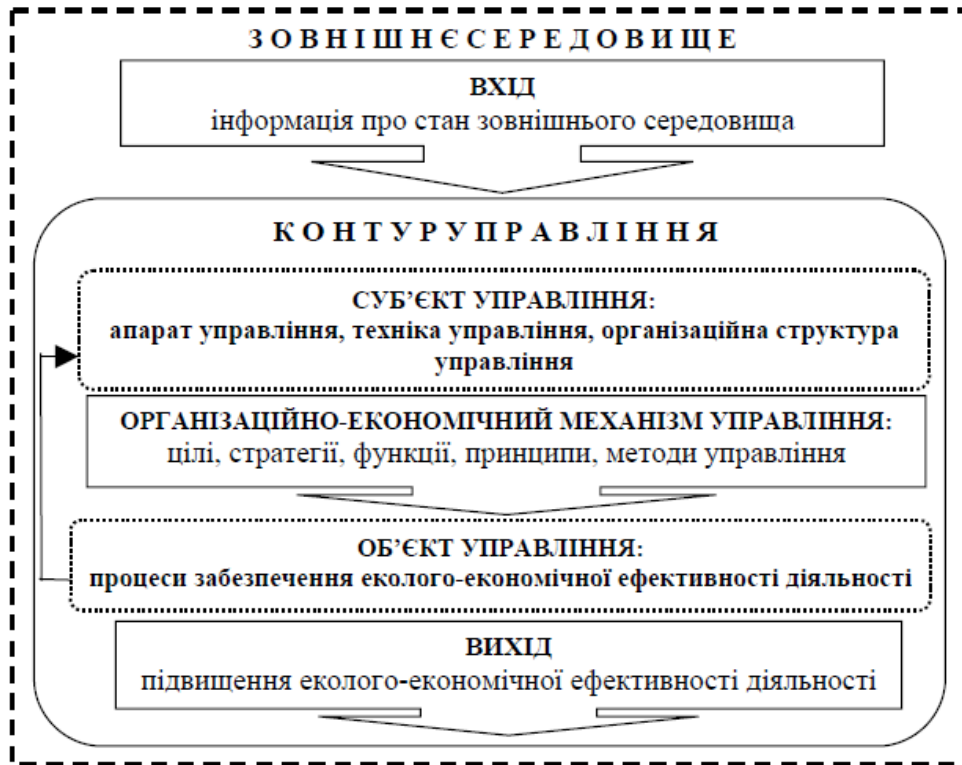 З О В Н І Ш Н Є С Е Р Е Д О В И Щ Е
ВХІД
інформація про стан зовнішнього середовища
К О Н Т У Р У П Р А В Л І Н Н Я
СУБ’ЄКТ УПРАВЛІННЯ:
апарат управління, техніка управління, організаційна структура
управління
ОРГАНІЗАЦІЙНО-ЕКОНОМІЧНИЙ МЕХАНІЗМ УПРАВЛІННЯ:
цілі, стратегії, функції, принципи, методи управління
ОБ’ЄКТ УПРАВЛІННЯ:
процеси забезпечення еколого-економічної ефективності діяльності
ВИХІД
підвищення еколого-економічної ефективності діяльності